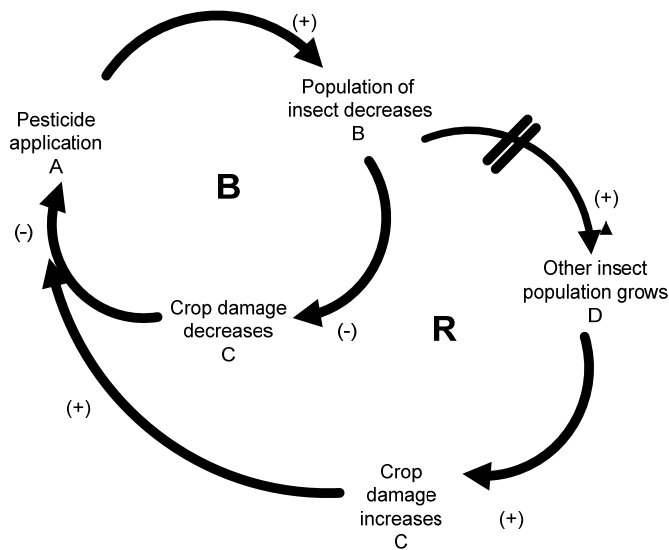 (+)
Population of
insect decreases
B
Pesticide
application
A
B
(+)
(-)
Other insect
population grows
D
Crop damage
decreases
C
(-)
R
(+)
Crop
damage
increases
C
(+)